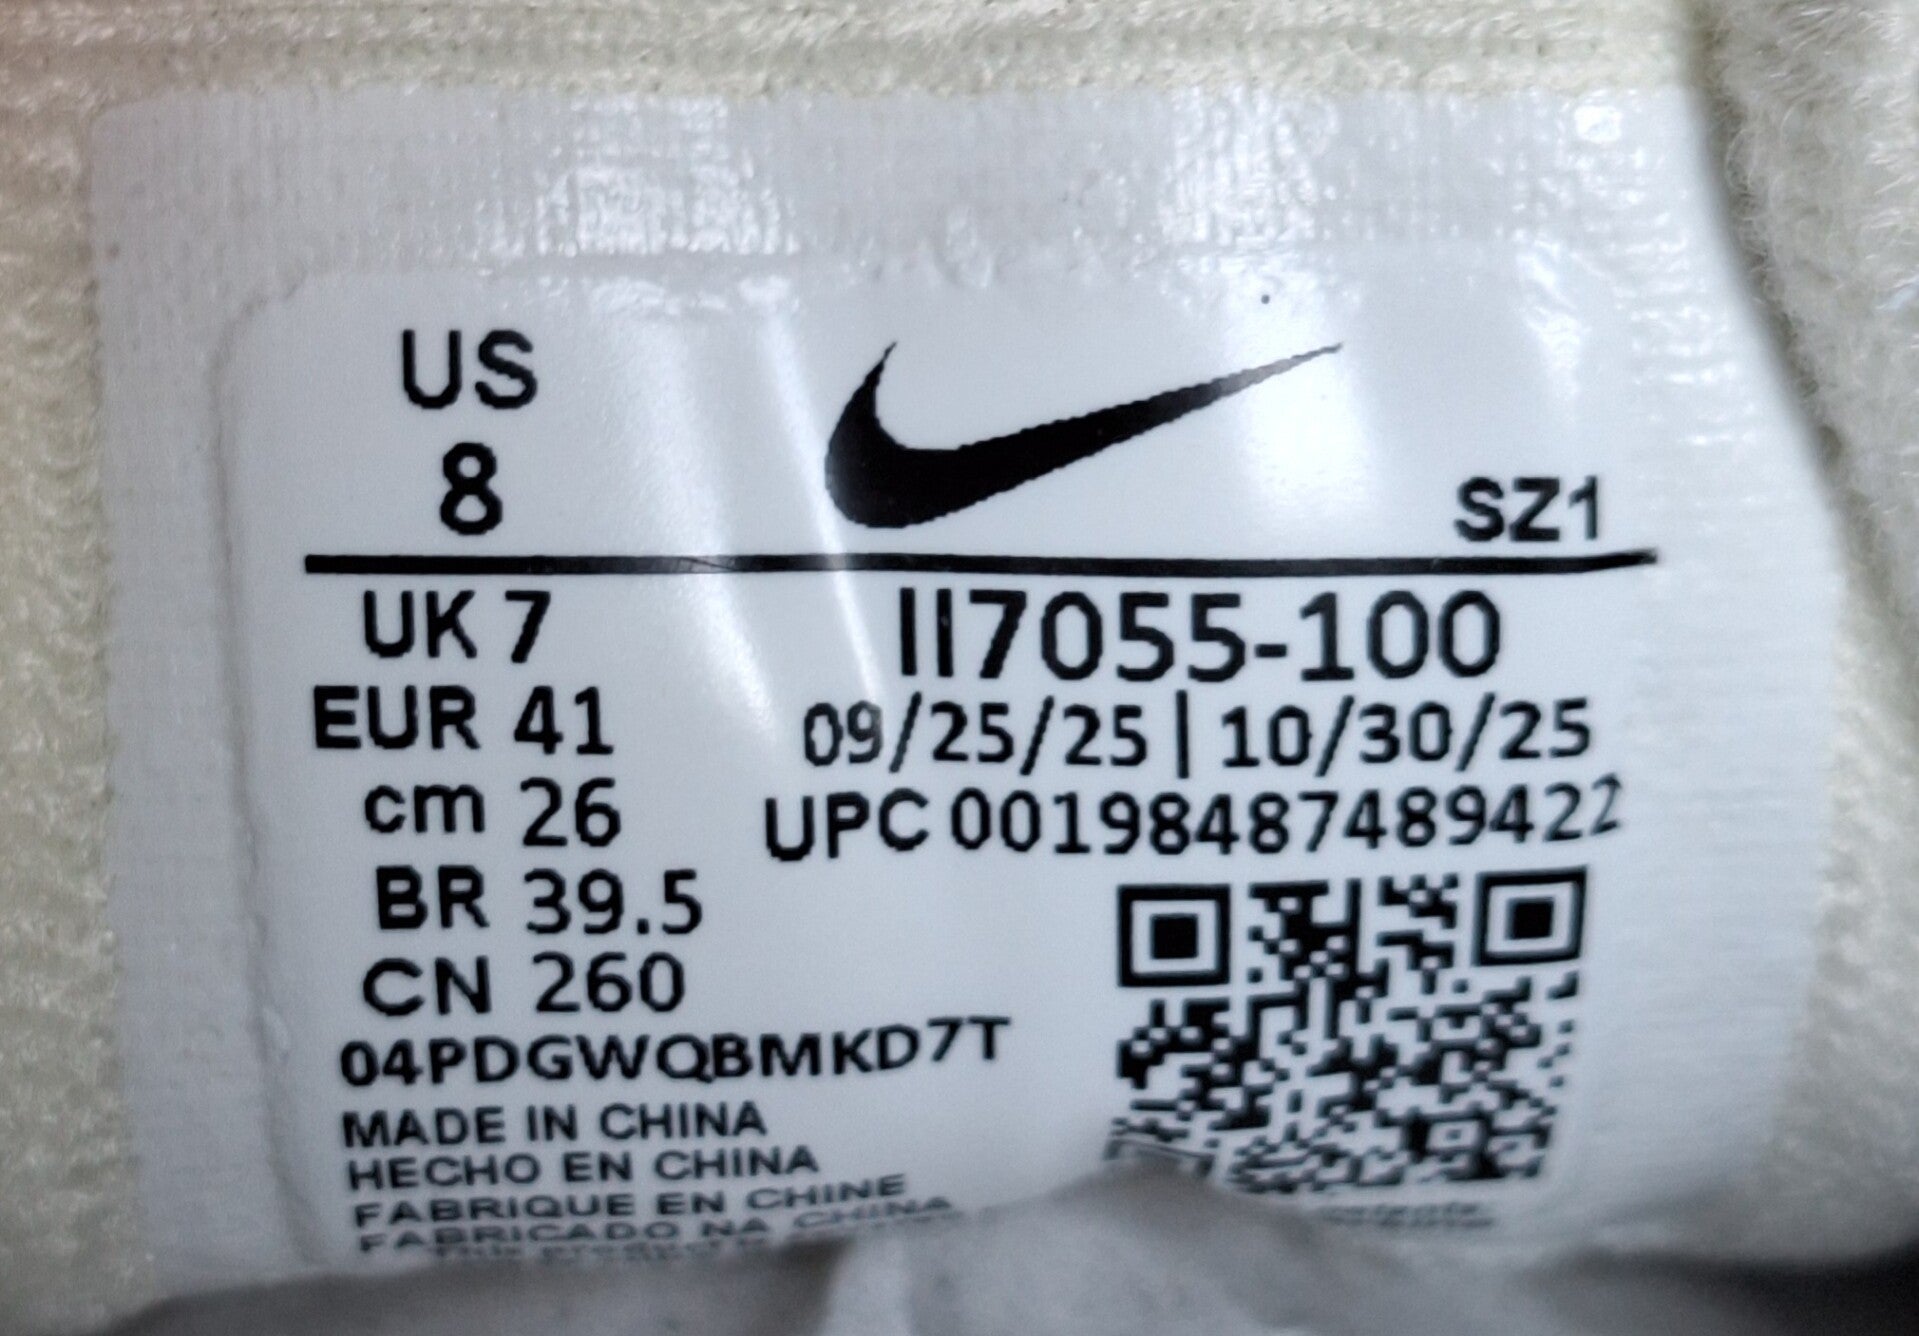 US
8
SZ1
UK 7
II7055-100
EUR 41
09/25/25 | 10/30/25
cm 26
UPC 00198487489422
BR 39.5
CN 260
04PDGWQBMKD7T
MADE IN CHINA
HECHO EN CHINA
FABRIQUE EN CHINE
FABRICADO NA CHINA